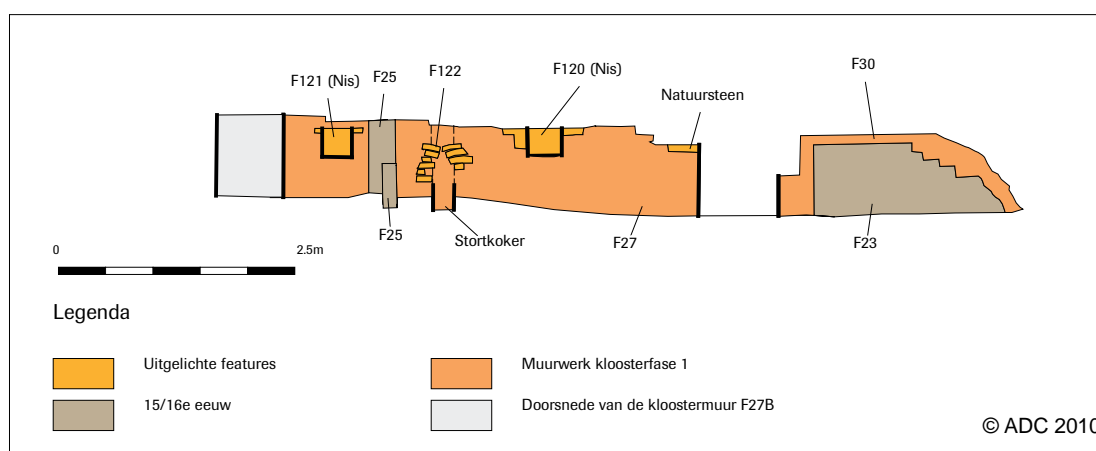 F30
F122
F120 (Nis)
F25
F121 (Nis)
Natuursteen
F25
Stortkoker
F27
F23
0
2.5m
Legenda
Uitgelichte features
Muurwerk kloosterfase 1
15/16e eeuw
Doorsnede van de kloostermuur F27B
© ADC 2010